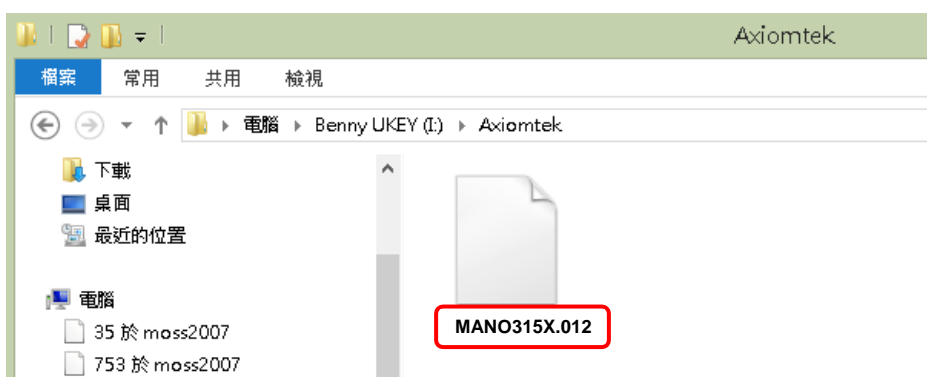 Axiomtek
檔案 常用 共用 檢視
電腦 Benny UKEY (I:) Axiomtek
下載
桌面
最近的位置
電腦
35 於 moss2007
753 於 moss2007
MANO315X.012